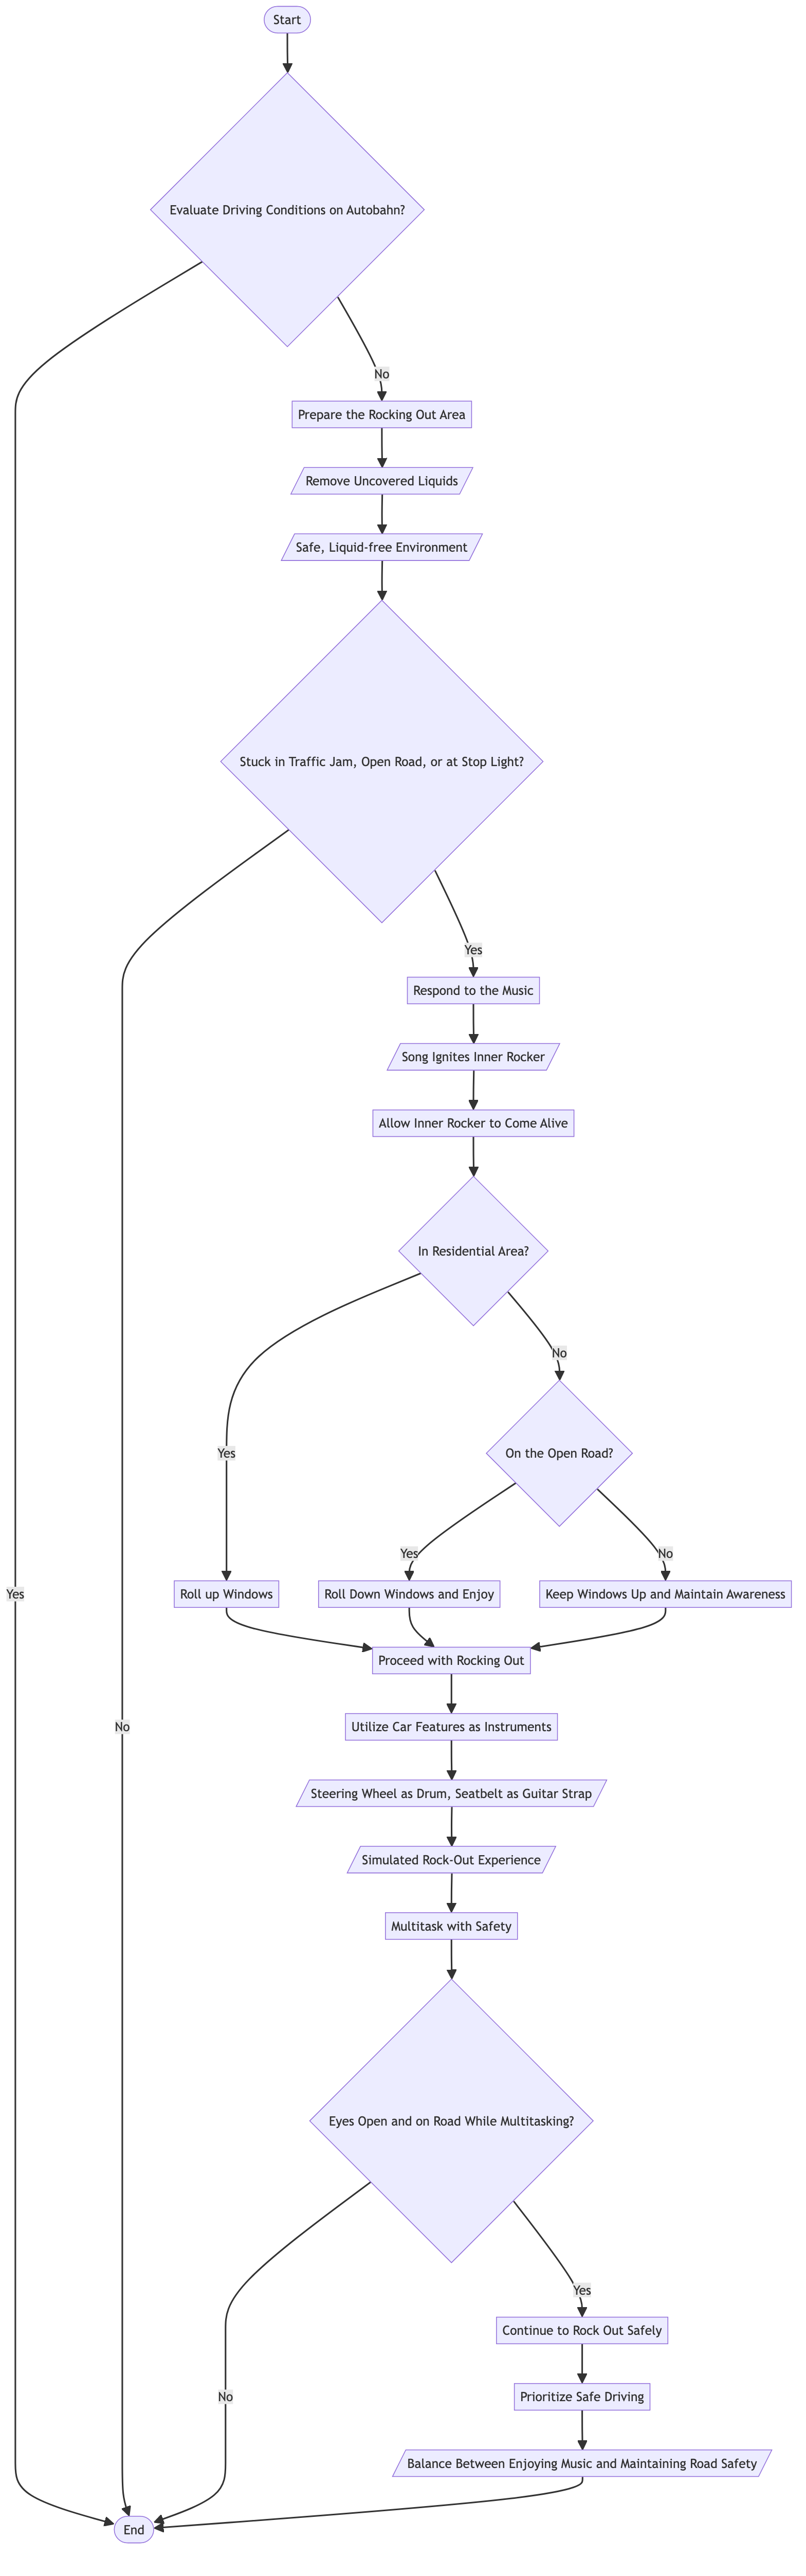 Start
Evaluate Driving Conditions on Autobahn?
No
Prepare the Rocking Out Area
Remove Uncovered Liquids
Safe, Liquid-free Environment
Stuck in Traffic Jam, Open Road, or at Stop Light?
Yes
Respond to the Music
Song Ignites Inner Rocker
Allow Inner Rocker to Come Alive
In Residential Area?
No
Yes
On the Open Road?
Yes
No
Yes
Roll up Windows
Roll Down Windows and Enjoy
Keep Windows Up and Maintain Awareness
Proceed with Rocking Out
No
Utilize Car Features as Instruments
Steering Wheel as Drum, Seatbelt as Guitar Strap
Simulated Rock-Out Experience
Multitask with Safety
Eyes Open and on Road While Multitasking?
Yes
Continue to Rock Out Safely
No
Prioritize Safe Driving
Balance Between Enjoying Music and Maintaining Road Safety
End